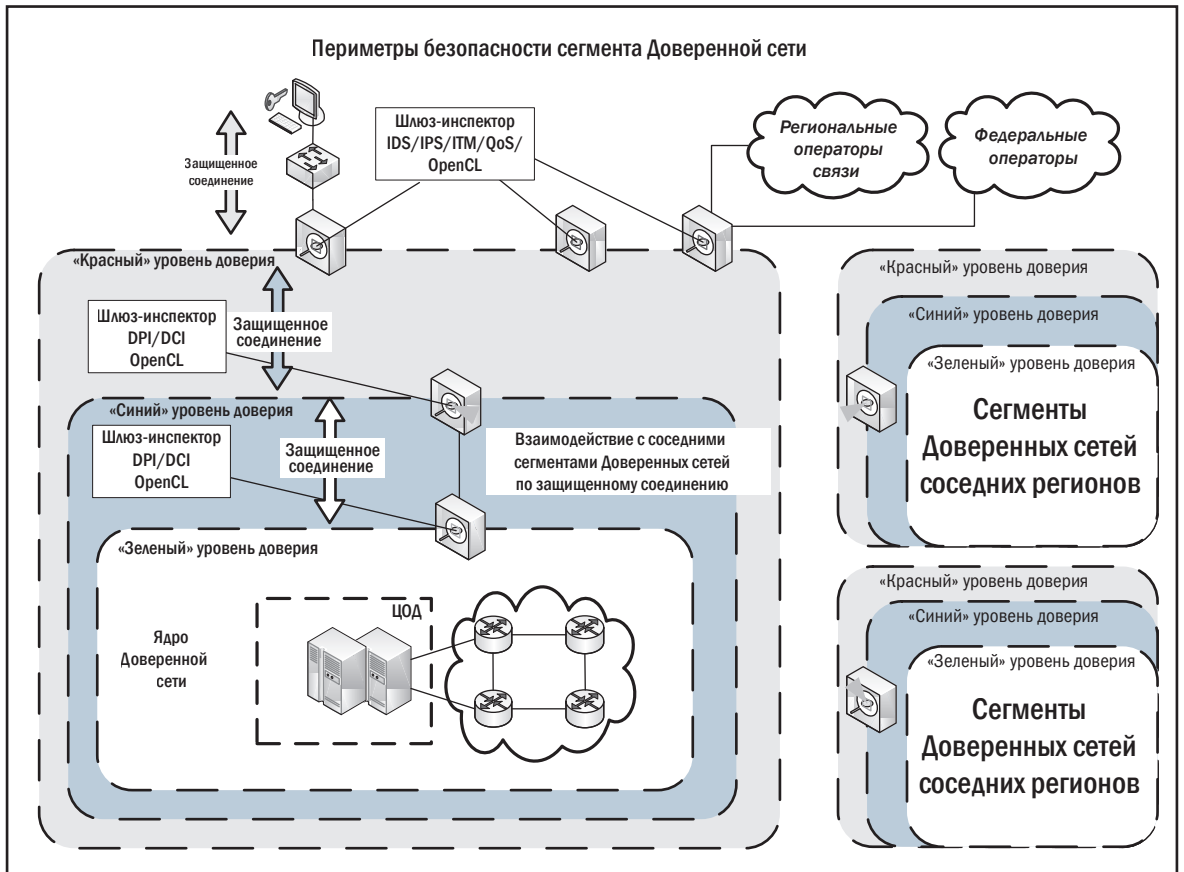 Периметры безопасности сегмента Доверенной сети
Защищенное
соединение
Шлюз-инспектор
IDS/IPS/ITM/QoS/
OpenCL
Региональные
операторы
связи
Федеральные
операторы
«Красный» уровень доверия
Шлюз-инспектор
DPI/DCI
OpenCL
Защищенное
соединение
«Синий» уровень доверия
Шлюз-инспектор
DPI/DCI
OpenCL
Защищенное
соединение
Взаимодействие с соседними
сегментами Доверенных сетей
по защищенному соединению
«Зеленый» уровень доверия
Ядро
Доверенной
сети
ЦОД
«Красный» уровень доверия
«Синий» уровень доверия
«Зеленый» уровень доверия
Сегменты
Доверенных сетей
соседних регионов
«Красный» уровень доверия
«Синий» уровень доверия
«Зеленый» уровень доверия
Сегменты
Доверенных сетей
соседних регионов